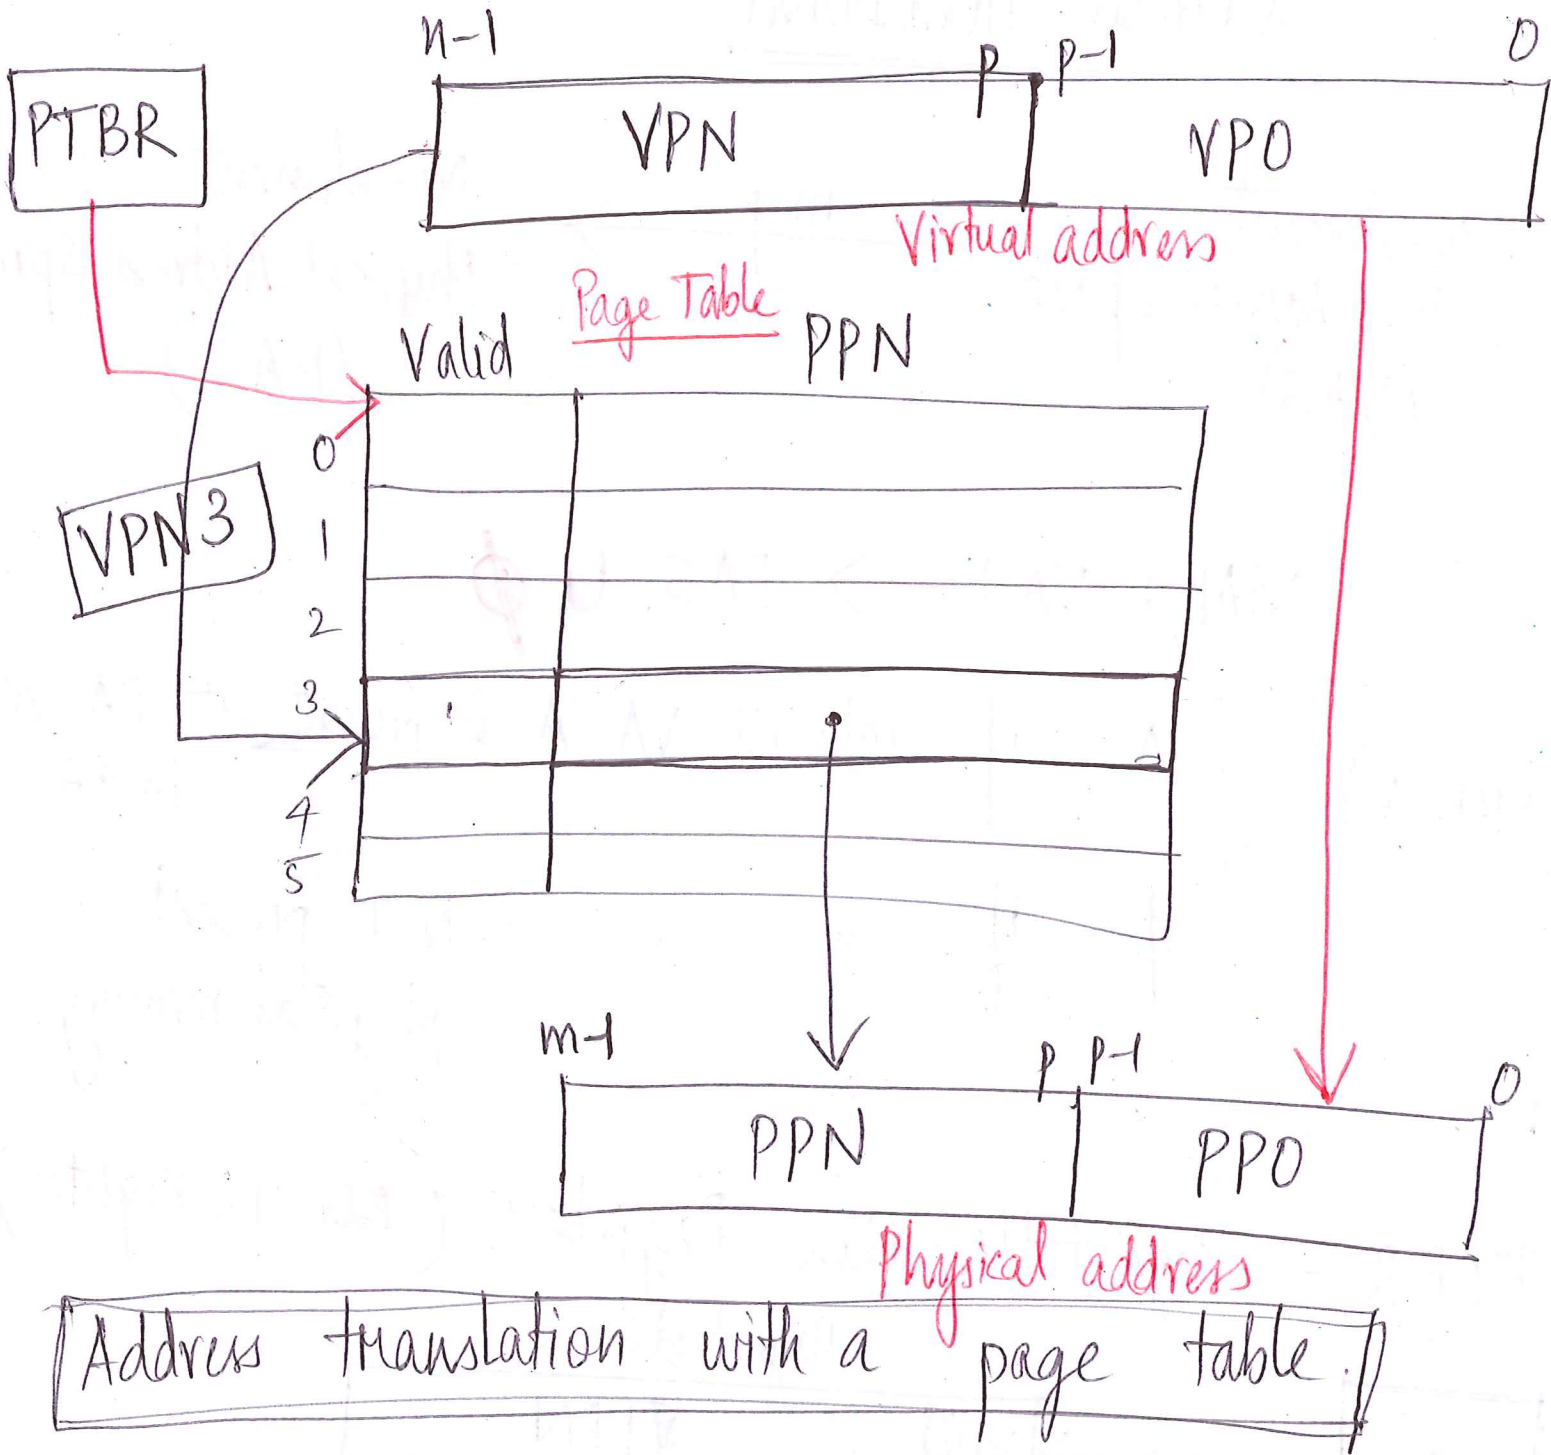 n-1 p p-1 0
PTBR VPN VPO
Virtual address
Page Table
Valid PPN
0
VPN 3
1
2
3
4
5
m-1 p p-1 0
PPN PPO
Physical address
Address translation with a page table.